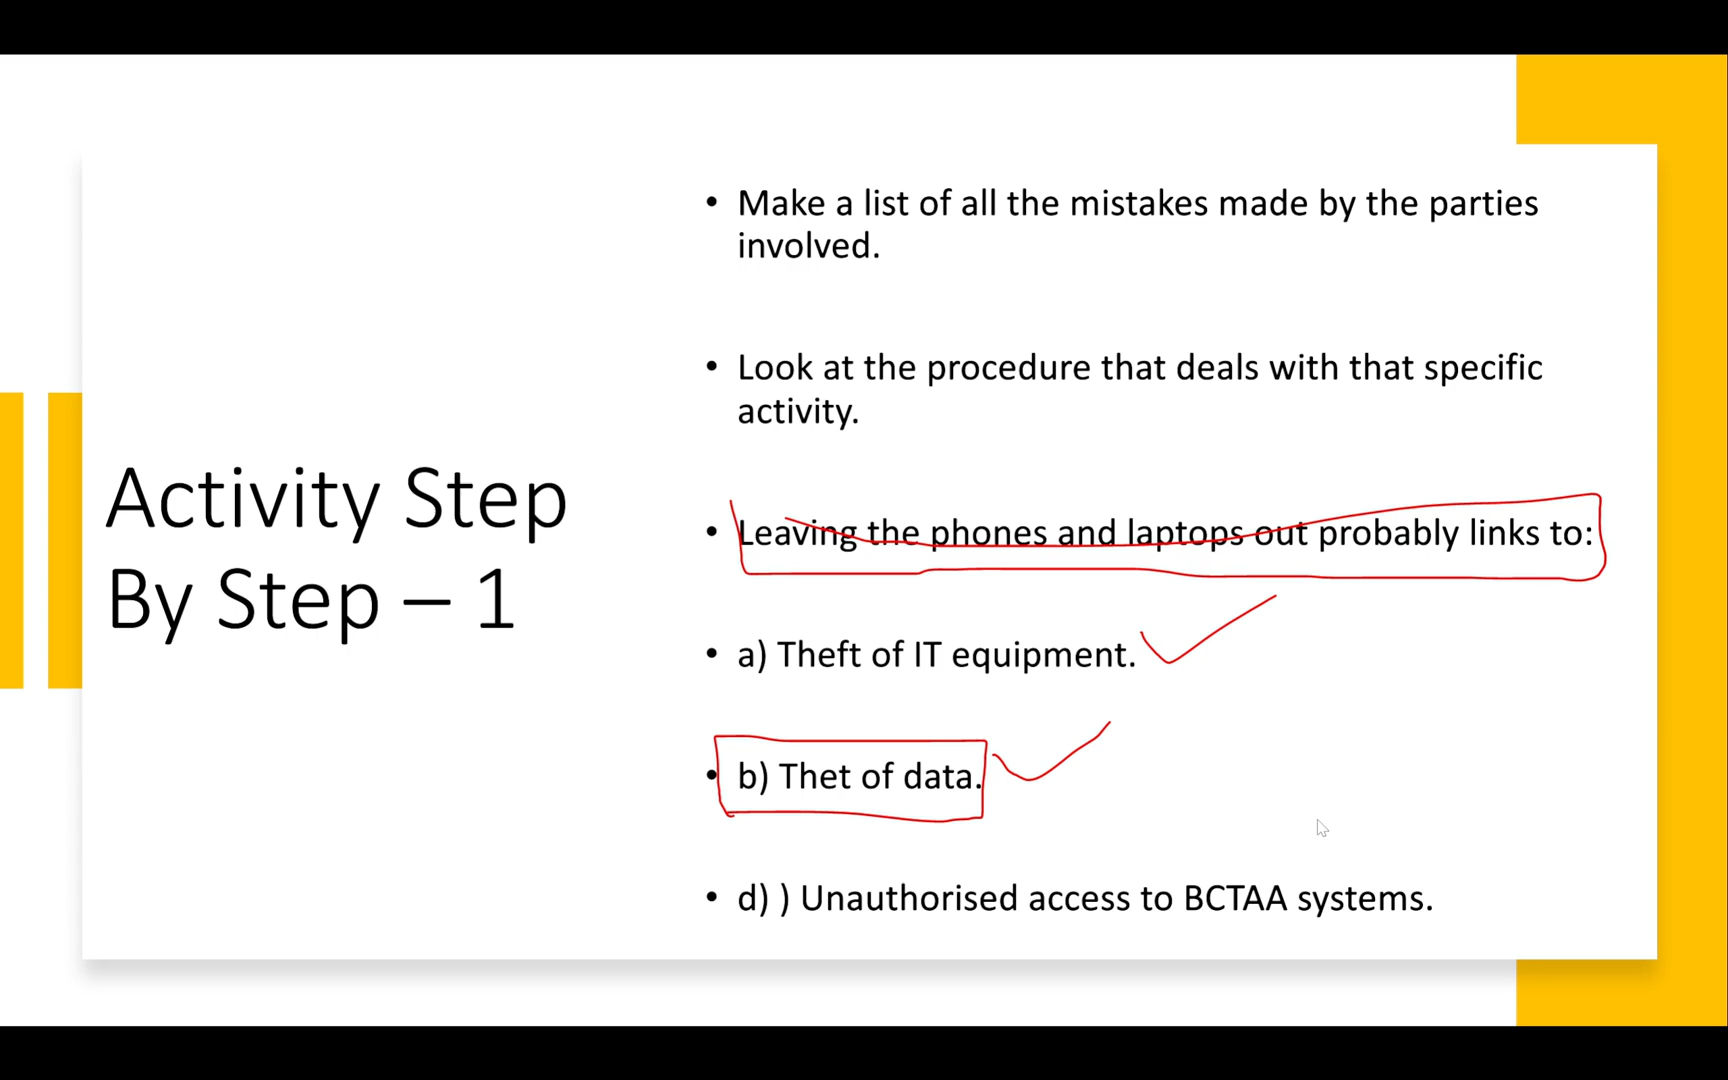 Activity Step
By Step – 1
• Make a list of all the mistakes made by the parties
involved.
• Look at the procedure that deals with that specific
activity.
• Leaving the phones and laptops out probably links to:
• a) Theft of IT equipment.
• b) Thet of data.
• d) ) Unauthorised access to BCTAA systems.